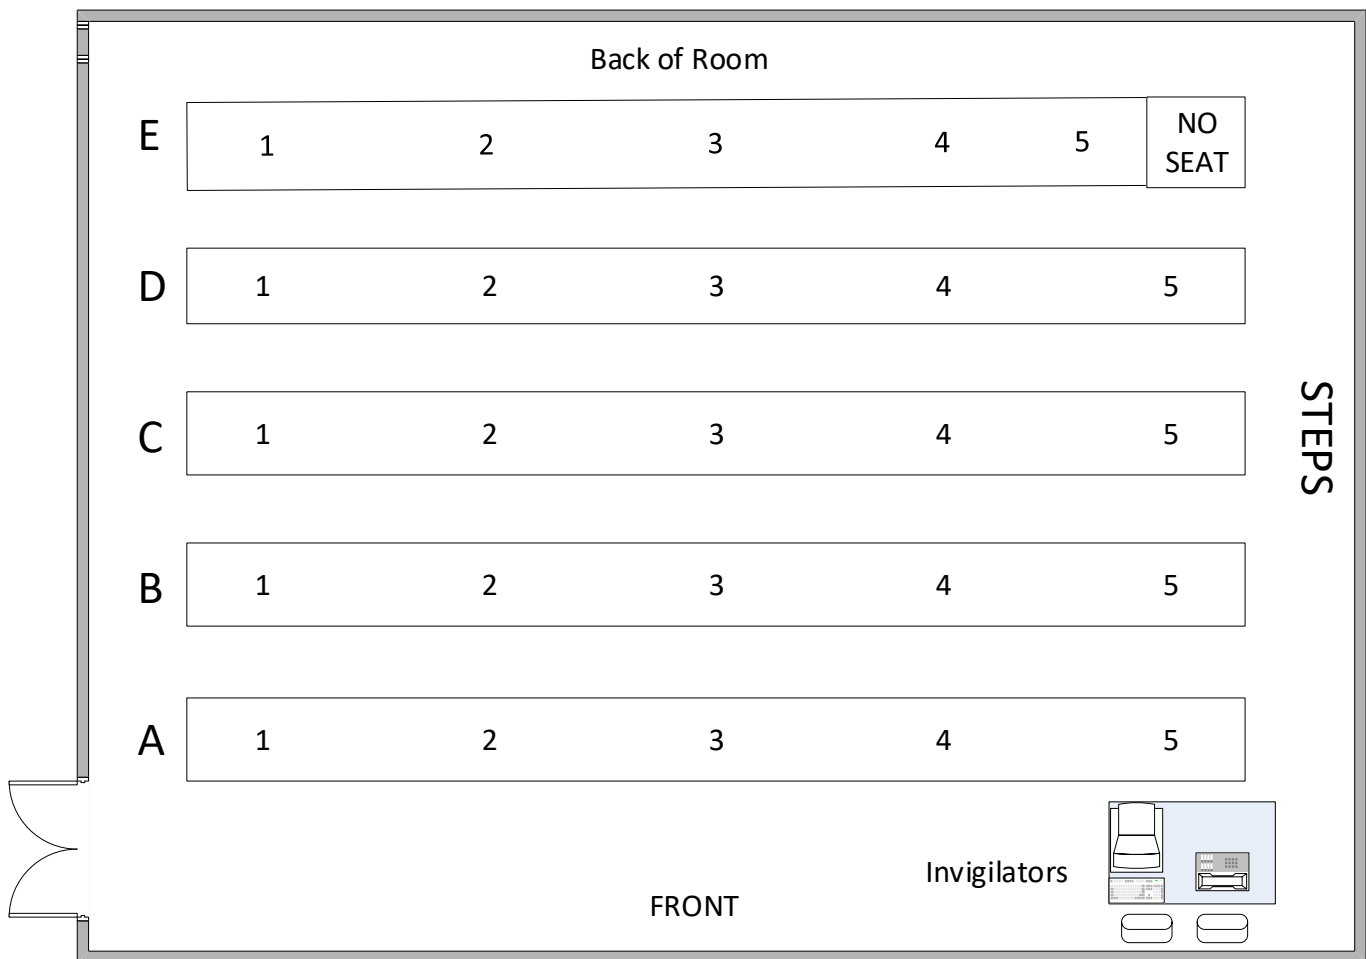 Back of Room
E 1 2 3 4 5 NO SEAT
D 1 2 3 4 5
C 1 2 3 4 5
STEPS
B 1 2 3 4 5
A 1 2 3 4 5
Invigilators
FRONT